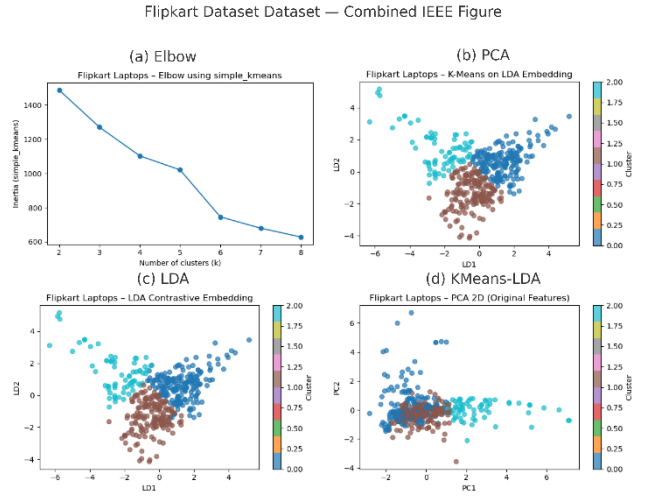 Flipkart Dataset Dataset — Combined IEEE Figure
(a) Elbow
Flipkart Laptops – Elbow using simple_kmeans
Inertia (simple_kmeans)
1400
1200
1000
800
600
2 3 4 5 6 7 8
Number of clusters (k)
(b) PCA
Flipkart Laptops – K-Means on LDA Embedding
LD2
4
2
0
−2
−4
−6 −4 −2 0 2 4
LD1
2.00
1.75
1.50
1.25
1.00
0.75
0.50
0.25
0.00
Cluster
(c) LDA
Flipkart Laptops – LDA Contrastive Embedding
LD2
4
2
0
−2
−4
−6 −4 −2 0 2 4
LD1
2.00
1.75
1.50
1.25
1.00
0.75
0.50
0.25
0.00
Cluster
(d) KMeans-LDA
Flipkart Laptops – PCA 2D (Original Features)
PC2
6
4
2
0
−2
−4
−2 0 2 4 6
PC1
2.00
1.75
1.50
1.25
1.00
0.75
0.50
0.25
0.00
Cluster